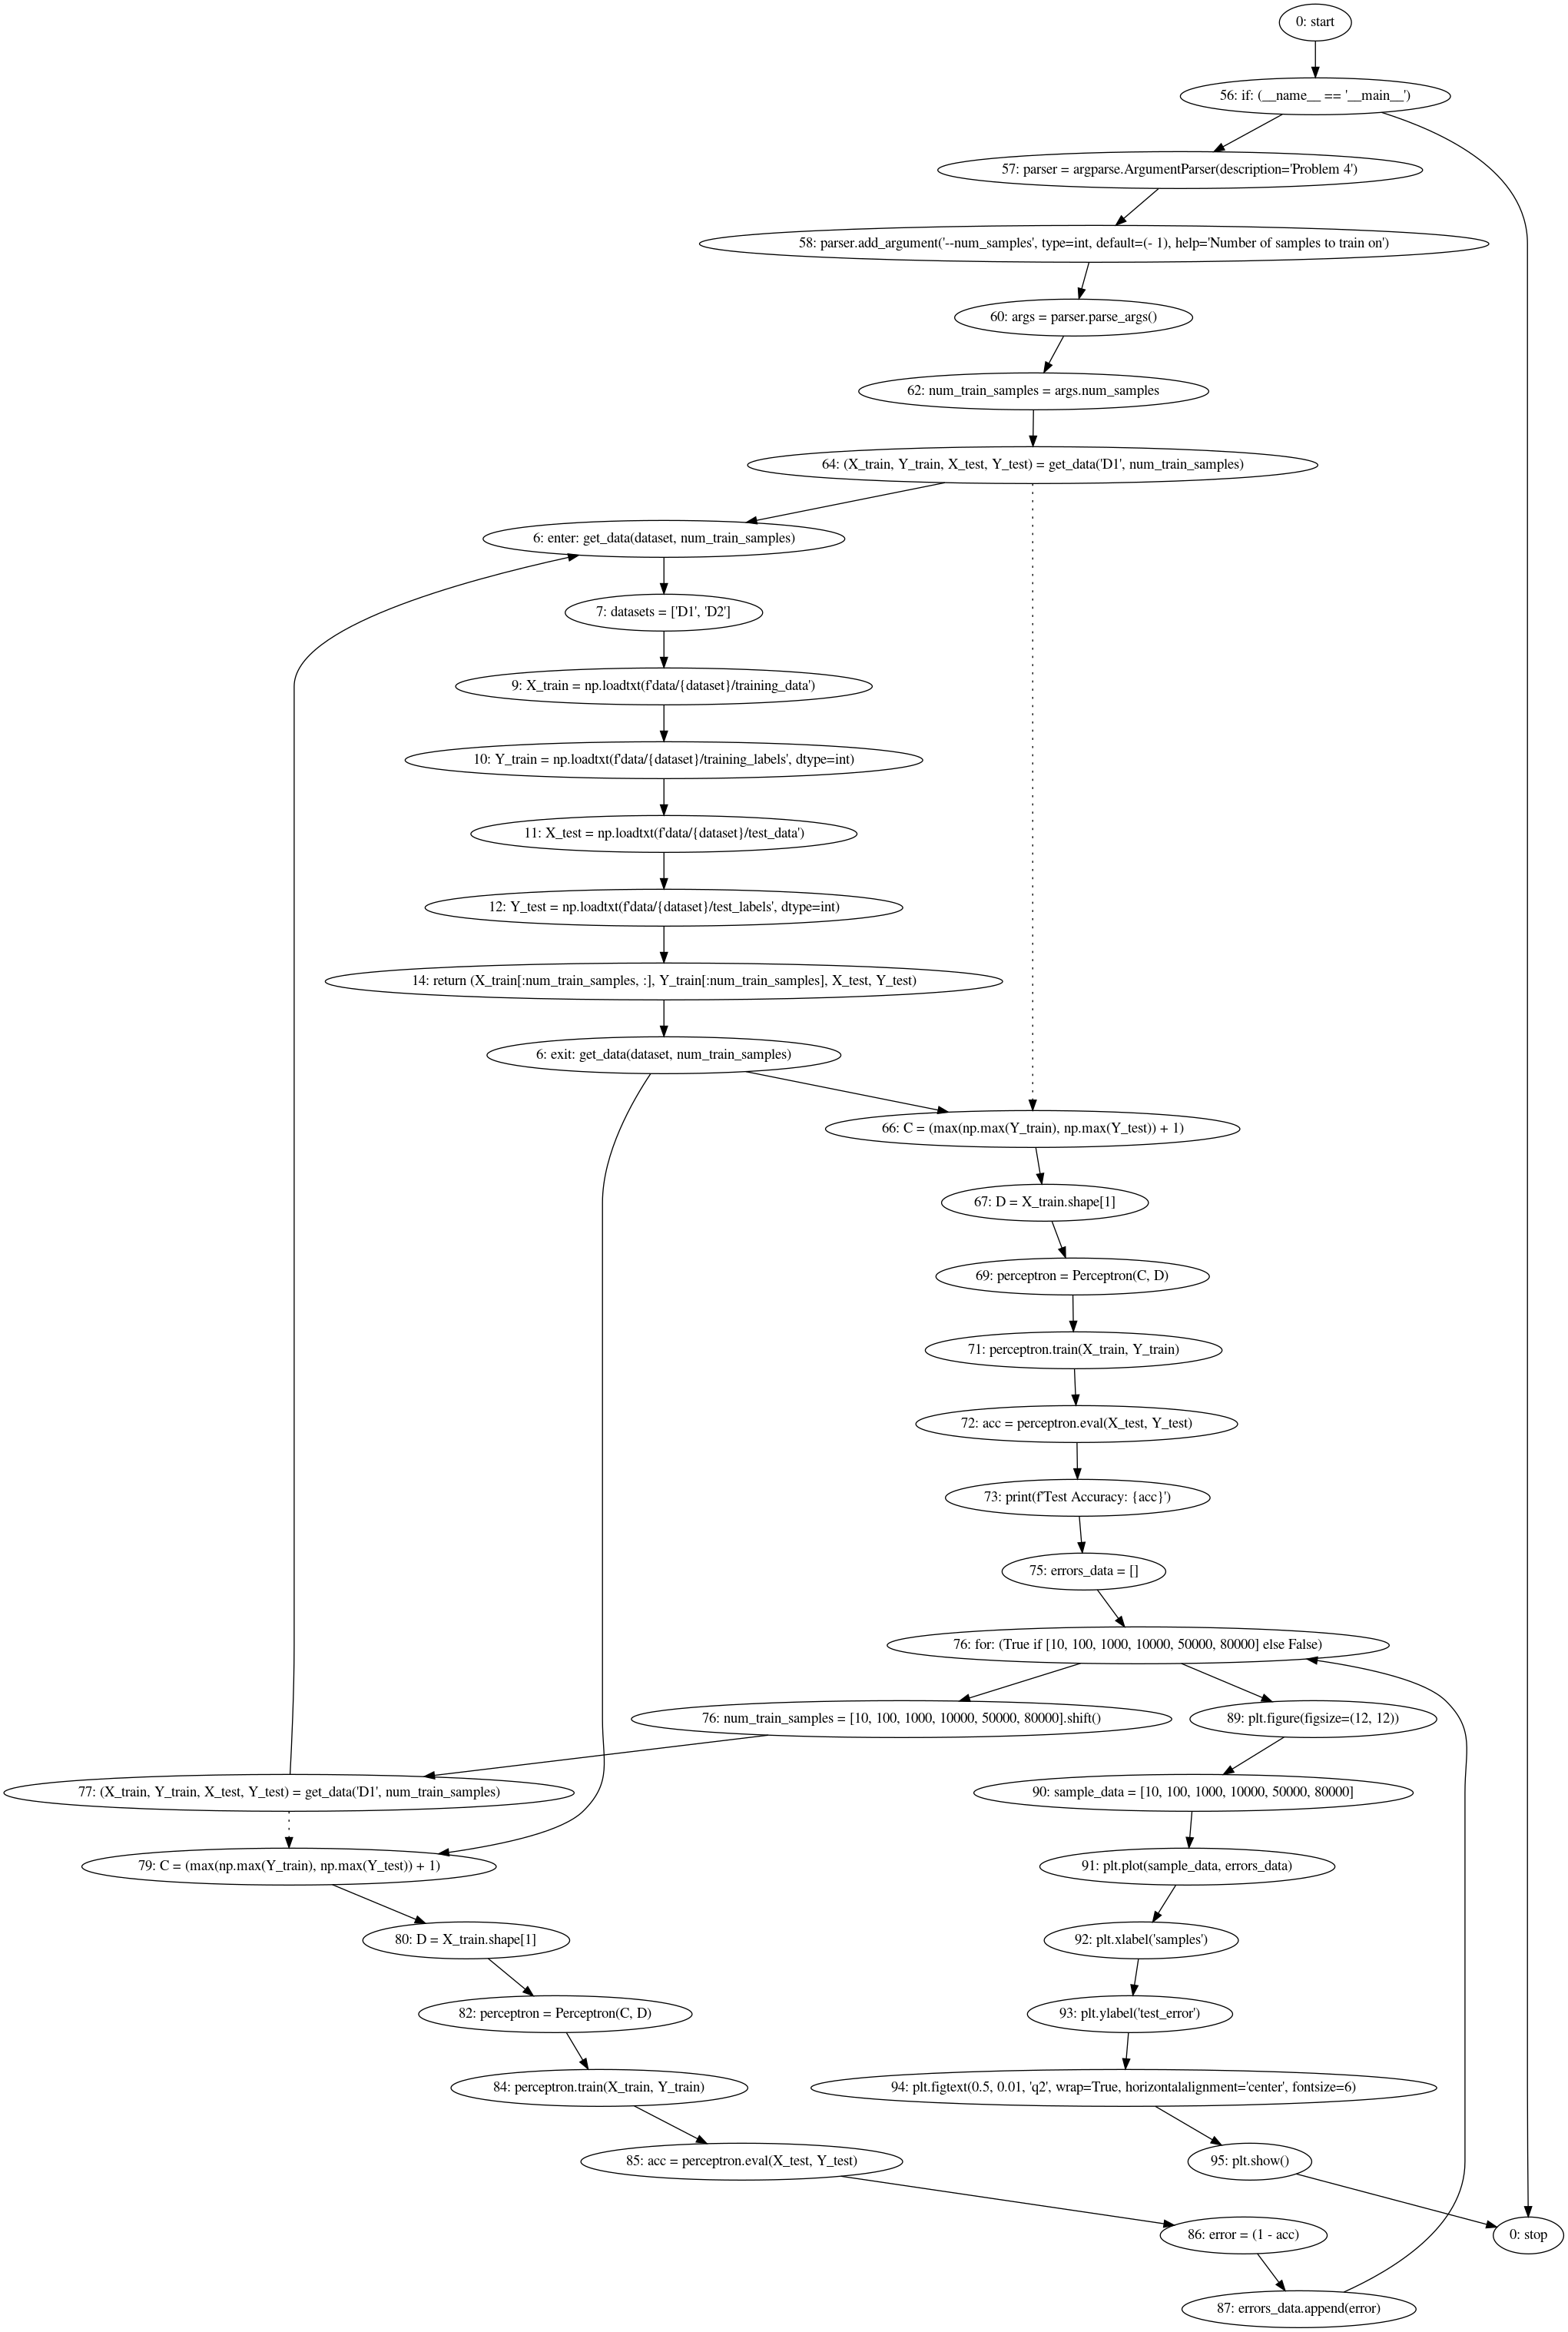 0: start
56: if: (__name__ == '__main__')
57: parser = argparse.ArgumentParser(description='Problem 4')
58: parser.add_argument('--num_samples', type=int, default=(- 1), help='Number of samples to train on')
60: args = parser.parse_args()
62: num_train_samples = args.num_samples
64: (X_train, Y_train, X_test, Y_test) = get_data('D1', num_train_samples)
6: enter: get_data(dataset, num_train_samples)
7: datasets = ['D1', 'D2']
9: X_train = np.loadtxt(f'data/{dataset}/training_data')
10: Y_train = np.loadtxt(f'data/{dataset}/training_labels', dtype=int)
11: X_test = np.loadtxt(f'data/{dataset}/test_data')
12: Y_test = np.loadtxt(f'data/{dataset}/test_labels', dtype=int)
14: return (X_train[:num_train_samples, :], Y_train[:num_train_samples], X_test, Y_test)
6: exit: get_data(dataset, num_train_samples)
66: C = (max(np.max(Y_train), np.max(Y_test)) + 1)
67: D = X_train.shape[1]
69: perceptron = Perceptron(C, D)
71: perceptron.train(X_train, Y_train)
72: acc = perceptron.eval(X_test, Y_test)
73: print(f'Test Accuracy: {acc}')
75: errors_data = []
76: for: (True if [10, 100, 1000, 10000, 50000, 80000] else False)
76: num_train_samples = [10, 100, 1000, 10000, 50000, 80000].shift()
89: plt.figure(figsize=(12, 12))
77: (X_train, Y_train, X_test, Y_test) = get_data('D1', num_train_samples)
90: sample_data = [10, 100, 1000, 10000, 50000, 80000]
79: C = (max(np.max(Y_train), np.max(Y_test)) + 1)
91: plt.plot(sample_data, errors_data)
80: D = X_train.shape[1]
92: plt.xlabel('samples')
82: perceptron = Perceptron(C, D)
93: plt.ylabel('test_error')
84: perceptron.train(X_train, Y_train)
94: plt.figtext(0.5, 0.01, 'q2', wrap=True, horizontalalignment='center', fontsize=6)
85: acc = perceptron.eval(X_test, Y_test)
95: plt.show()
86: error = (1 - acc)
0: stop
87: errors_data.append(error)